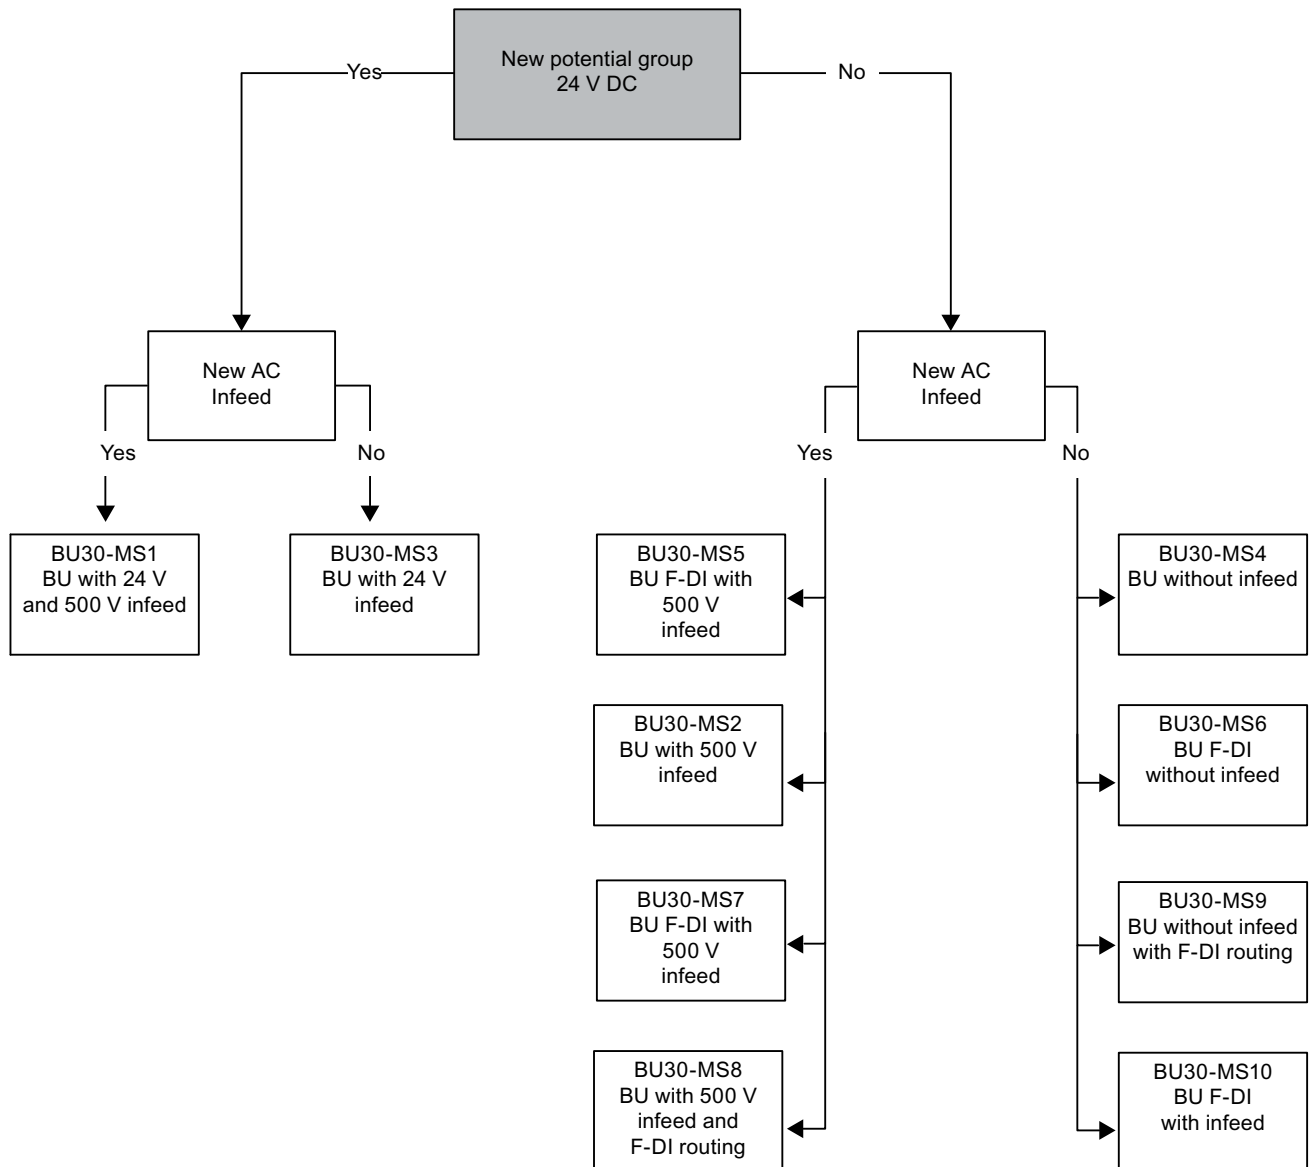 New potential group
24 V DC
Yes
No
New AC
Infeed
Yes
No
New AC
Infeed
Yes
No
BU30-MS1
BU with 24 V
and 500 V infeed
BU30-MS3
BU with 24 V
infeed
BU30-MS5
BU F-DI with
500 V
infeed
BU30-MS4
BU without infeed
BU30-MS2
BU with 500 V
infeed
BU30-MS6
BU F-DI
without infeed
BU30-MS7
BU F-DI with
500 V
infeed
BU30-MS9
BU without infeed
with F-DI routing
BU30-MS8
BU with 500 V
infeed and
F-DI routing
BU30-MS10
BU F-DI
with infeed